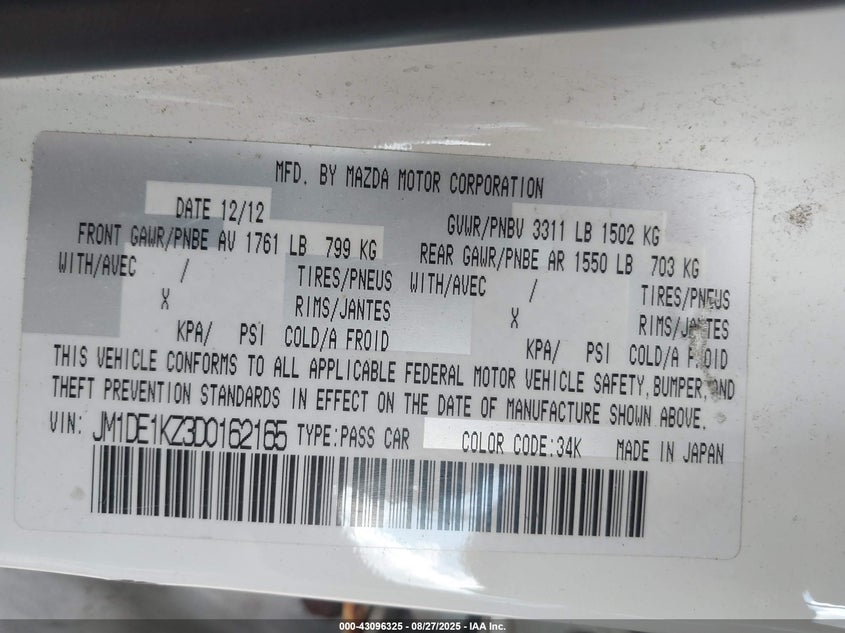 MFD. BY MAZDA MOTOR CORPORATION
DATE 12/12 GVWR/PNBV 3311 LB 1502 KG
FRONT GAWR/PNBE AV 1761 LB 799 KG REAR GAWR/PNBE AR 1550 LB 703 KG
WITH/AVEC / TIRES/PNEUS WITH/AVEC / TIRES/PNEUS
X RIMS/JANTES X RIMS/JANTES
KPA/ PSI COLD/A FROID KPA/ PSI COLD/A FROID
THIS VEHICLE CONFORMS TO ALL APPLICABLE FEDERAL MOTOR VEHICLE SAFETY, BUMPER, AND
THEFT PREVENTION STANDARDS IN EFFECT ON THE DATE OF MANUFACTURE SHOWN ABOVE.
VIN: JM1DE1KZ3D0162165 TYPE:PASS CAR COLOR CODE:34K MADE IN JAPAN
000-43096325 - 08/27/2025 - IAA Inc.